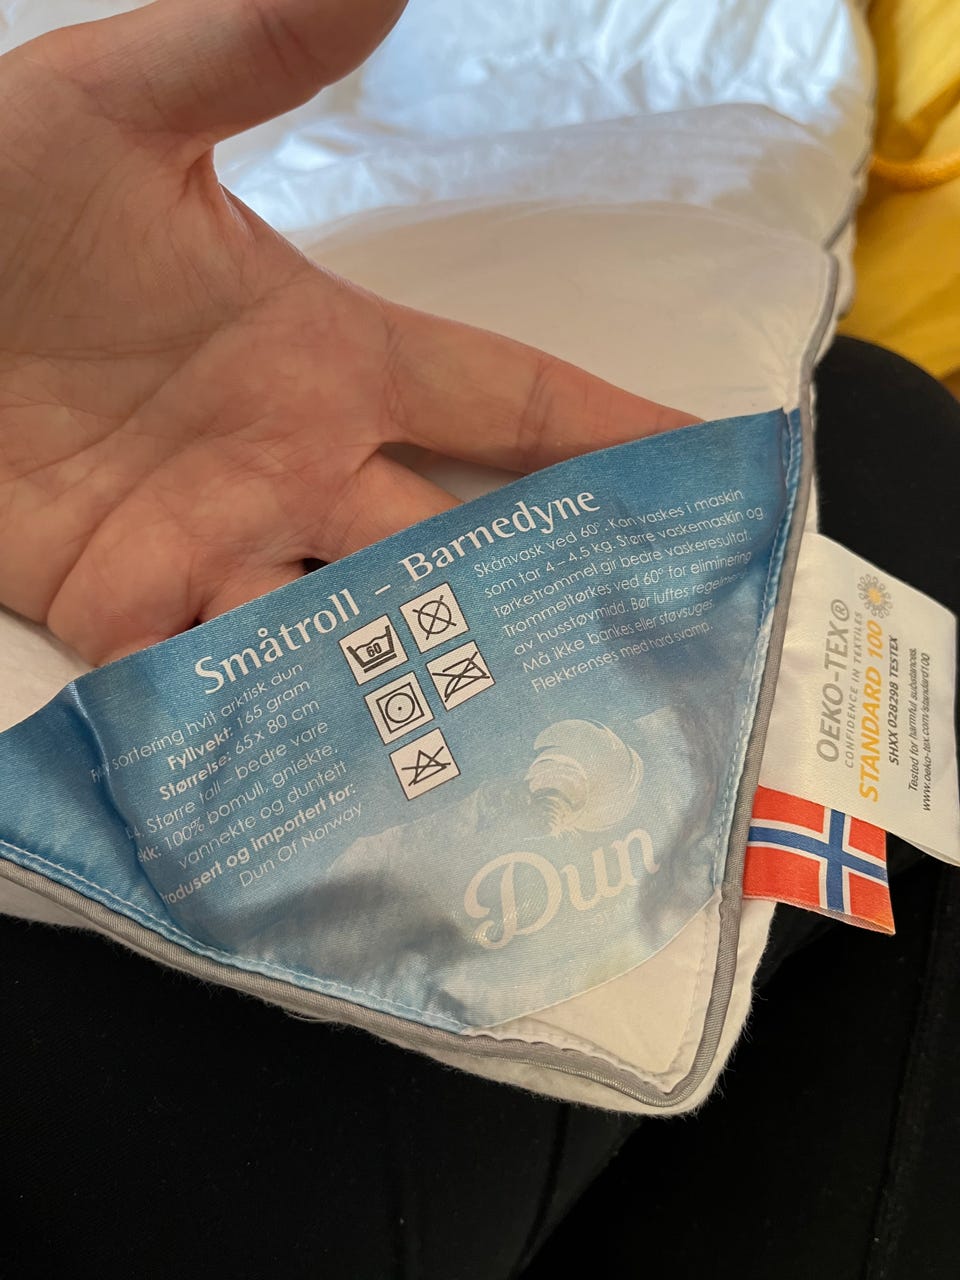 Småtroll – Barnedyne
sortering hvit arktisk dun
Fyllvekt: 165 gram
Størrelse: 65 x 80 cm
Større tall – bedre vare
100% bomull, gniekte,
vannekte og duntett
Produsert og importert for:
Dun Of Norway
60
Skånvask ved 60°. Kan vaskes i maskin
som tar 4 – 4,5 kg. Større vaskemaskin og
tørketrommel gir bedre vaskeresultat.
Trommeltørkes ved 60° for eliminering
av husstøvmidd. Bør luftes
Må ikke bankes eller støvsuges
Flekkrenses med hard svamp.
Dun
OEKO-TEX®
CONFIDENCE IN TEXTILES
STANDARD 100
SHXX 028298 TESTEX
Tested for harmful substances.
www.oeko-tex.com/standard100